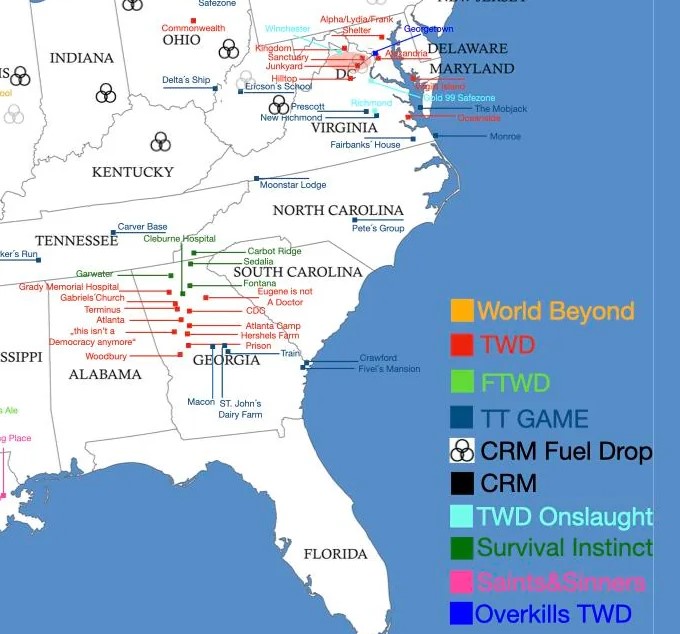 NEW JERSEY
Safezone
Commonwealth
OHIO
INDIANA
IS
ool
Delta's Ship
Winchester
Alpha/Lydia/Frank
Shelter
Georgetown
Kingdom
Sanctuary
Junkyard
Hilltop
Alexandria
DC
DELAWARE
MARYLAND
Ericson's School
Gold 99 Safezone
Prescott
New Richmond
Richmond
The Mobjack
Oceanside
VIRGINIA
Monroe
Fairbanks' House
KENTUCKY
Moonstar Lodge
NORTH CAROLINA
Pete's Group
Carver Base
TENNESSEE
Cleburne Hospital
ker's Run
Carbot Ridge
Sedalia
SOUTH CAROLINA
Garwater
Fontana
Grady Memorial Hospital
Eugene is not
A Doctor
Gabriels'Church
Terminus
CDC
Atlanta
Atlanta Camp
„this isn't a
Democracy anymore“
Hershels Farm
Prison
Woodbury
Train
GEORGIA
Crawford
Fivel's Mansion
SSIPPI
ALABAMA
Macon
ST. John's
Dairy Farm
s Ale
ng Place
FLORIDA
World Beyond
TWD
FTWD
TT GAME
CRM Fuel Drop
CRM
TWD Onslaught
Survival Instinct
Saints&Sinners
Overkills TWD